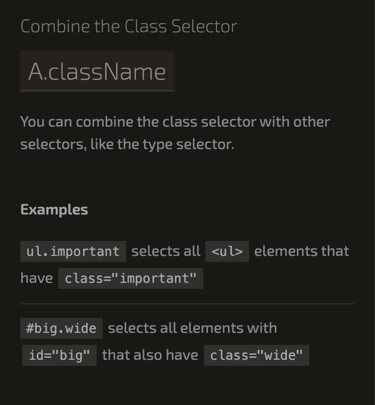 Combine the Class Selector
A.className
You can combine the class selector with other
selectors, like the type selector.
Examples
ul.important selects all <ul> elements that
have class="important"
#big.wide selects all elements with
id="big" that also have class="wide"